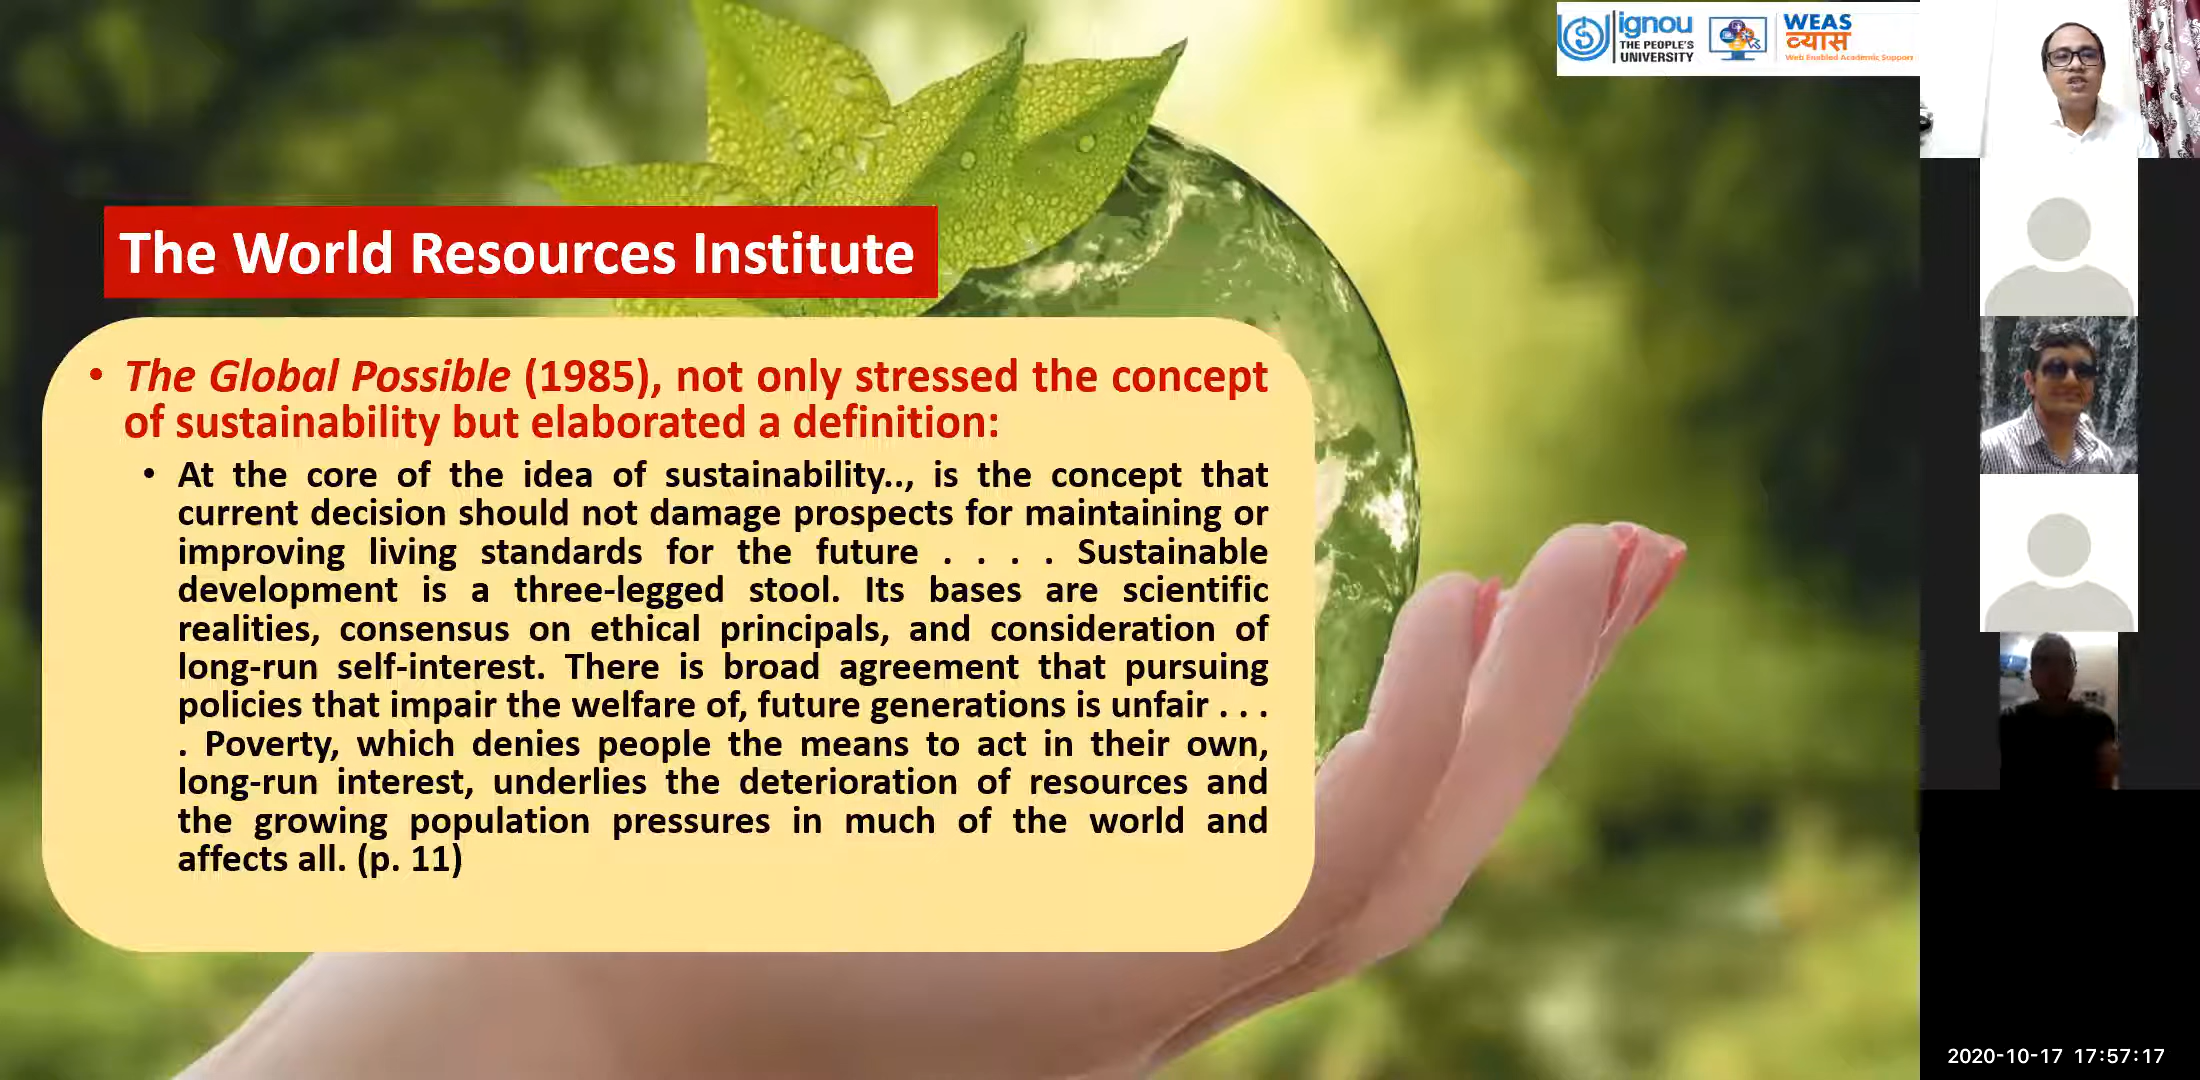 ignou
THE PEOPLE'S
UNIVERSITY
WEAS
व्यास
Web Enabled Academic Support
The World Resources Institute
• The Global Possible (1985), not only stressed the concept
of sustainability but elaborated a definition:
• At the core of the idea of sustainability.., is the concept that
current decision should not damage prospects for maintaining or
improving living standards for the future . . . . Sustainable
development is a three-legged stool. Its bases are scientific
realities, consensus on ethical principals, and consideration of
long-run self-interest. There is broad agreement that pursuing
policies that impair the welfare of, future generations is unfair . . .
. Poverty, which denies people the means to act in their own,
long-run interest, underlies the deterioration of resources and
the growing population pressures in much of the world and
affects all. (p. 11)
2020-10-17 17:57:17